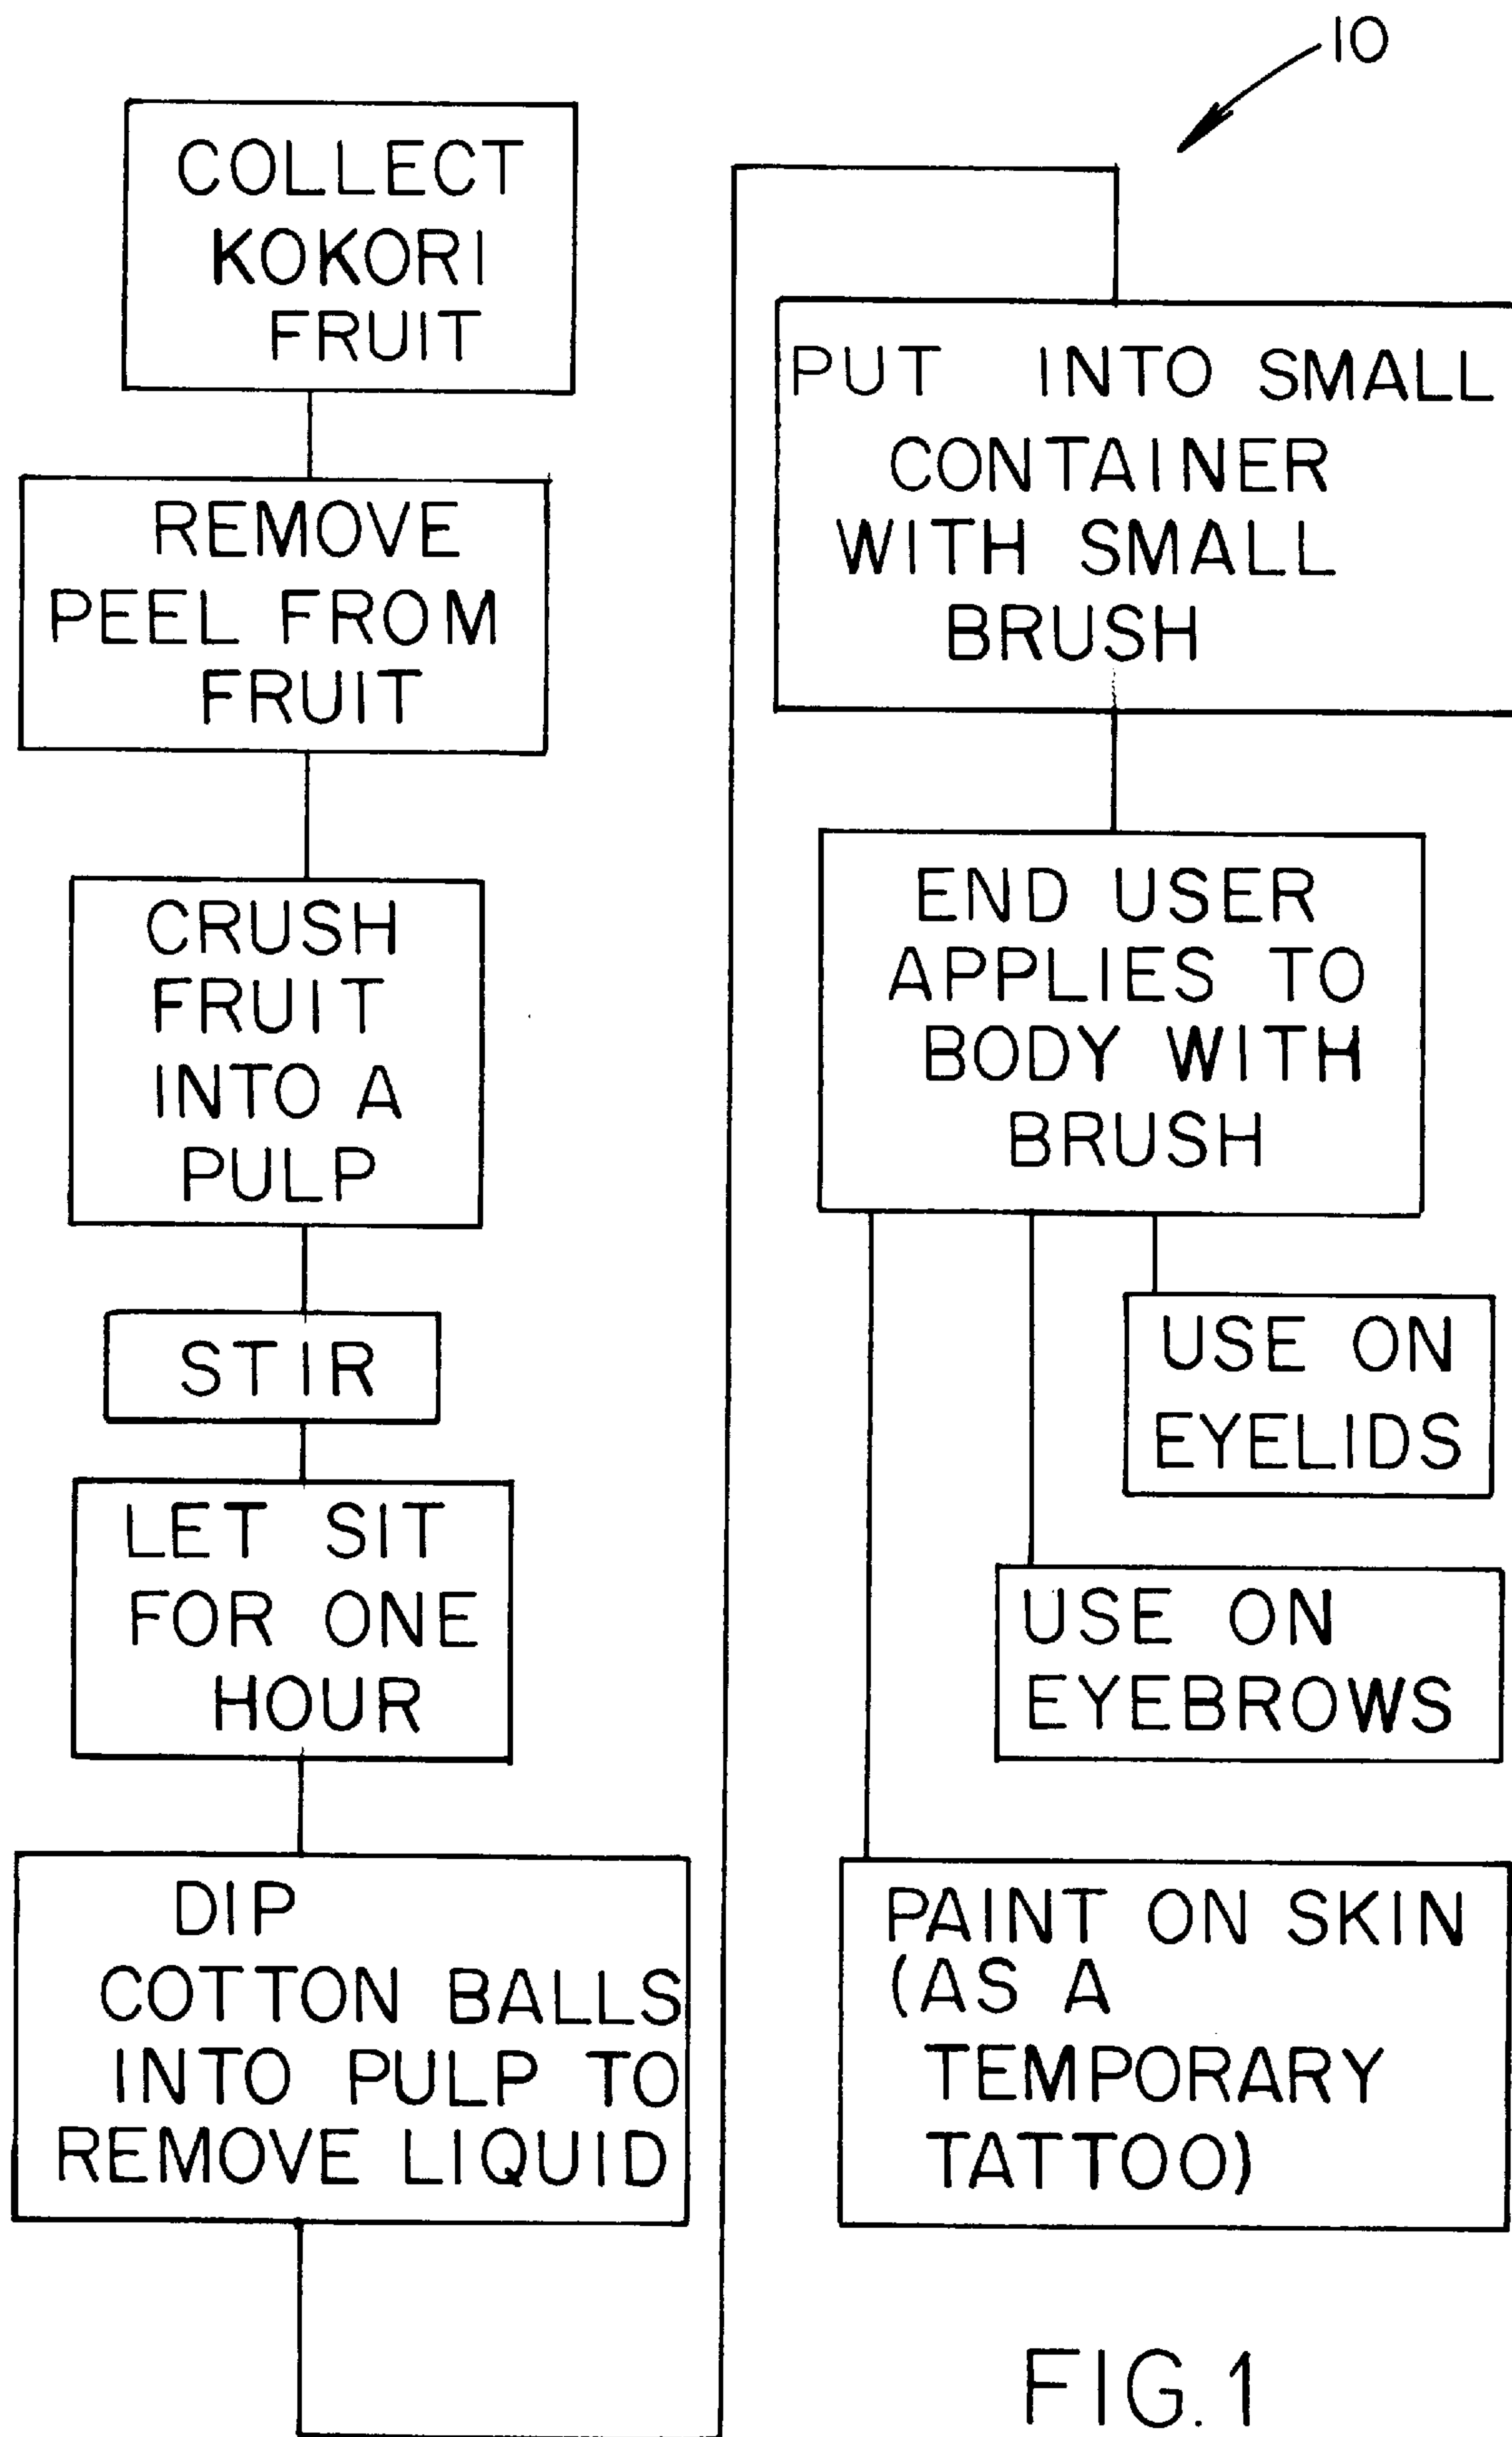 10
COLLECT
KOKORI
FRUIT
REMOVE
PEEL FROM
FRUIT
CRUSH
FRUIT
INTO A
PULP
STIR
LET SIT
FOR ONE
HOUR
DIP
COTTON BALLS
INTO PULP TO
REMOVE LIQUID
PUT INTO SMALL
CONTAINER
WITH SMALL
BRUSH
END USER
APPLIES TO
BODY WITH
BRUSH
USE ON
EYELIDS
USE ON
EYEBROWS
PAINT ON SKIN
(AS A
TEMPORARY
TATTOO)
FIG. 1